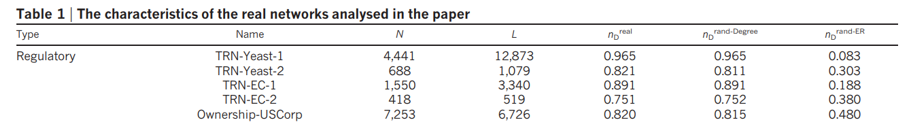 Table 1 | The characteristics of the real networks analysed in the paper
Type Name N L n_D^real n_D^rand-Degree n_D^rand-ER
Regulatory TRN-Yeast-1 4,441 12,873 0.965 0.965 0.083
TRN-Yeast-2 688 1,079 0.821 0.811 0.303
TRN-EC-1 1,550 3,340 0.891 0.891 0.188
TRN-EC-2 418 519 0.751 0.752 0.380
Ownership-USCorp 7,253 6,726 0.820 0.815 0.480